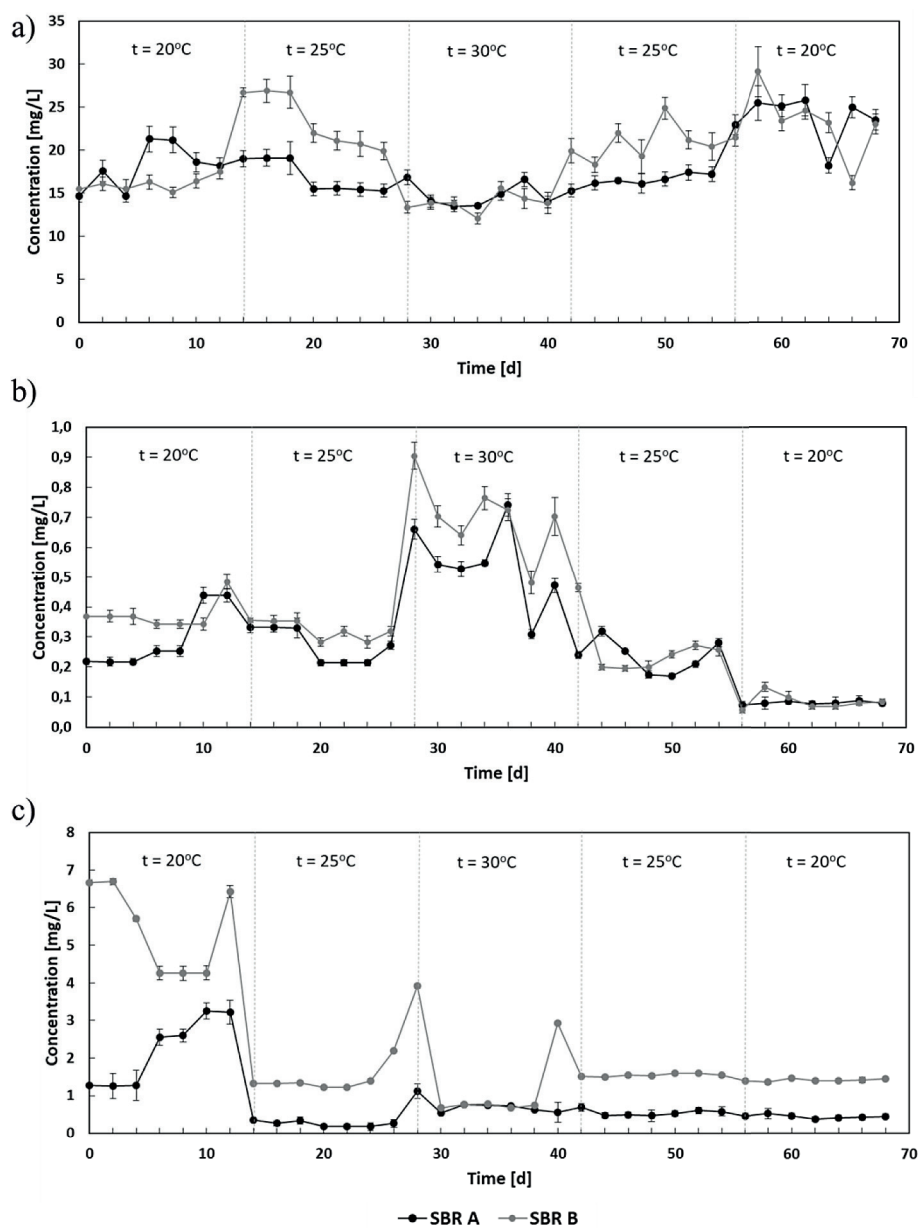 a)
Concentration [mg/L]
35
30
25
20
15
10
5
0
t = 20°C
t = 25°C
t = 30°C
t = 25°C
t = 20°C
0 10 20 30 40 50 60 70
Time [d]
b)
Concentration [mg/L]
1,0
0,9
0,8
0,7
0,6
0,5
0,4
0,3
0,2
0,1
0,0
t = 20°C
t = 25°C
t = 30°C
t = 25°C
t = 20°C
0 10 20 30 40 50 60 70
Time [d]
c)
Concentration [mg/L]
8
7
6
5
4
3
2
1
0
t = 20°C
t = 25°C
t = 30°C
t = 25°C
t = 20°C
0 10 20 30 40 50 60 70
Time [d]
SBR A SBR B